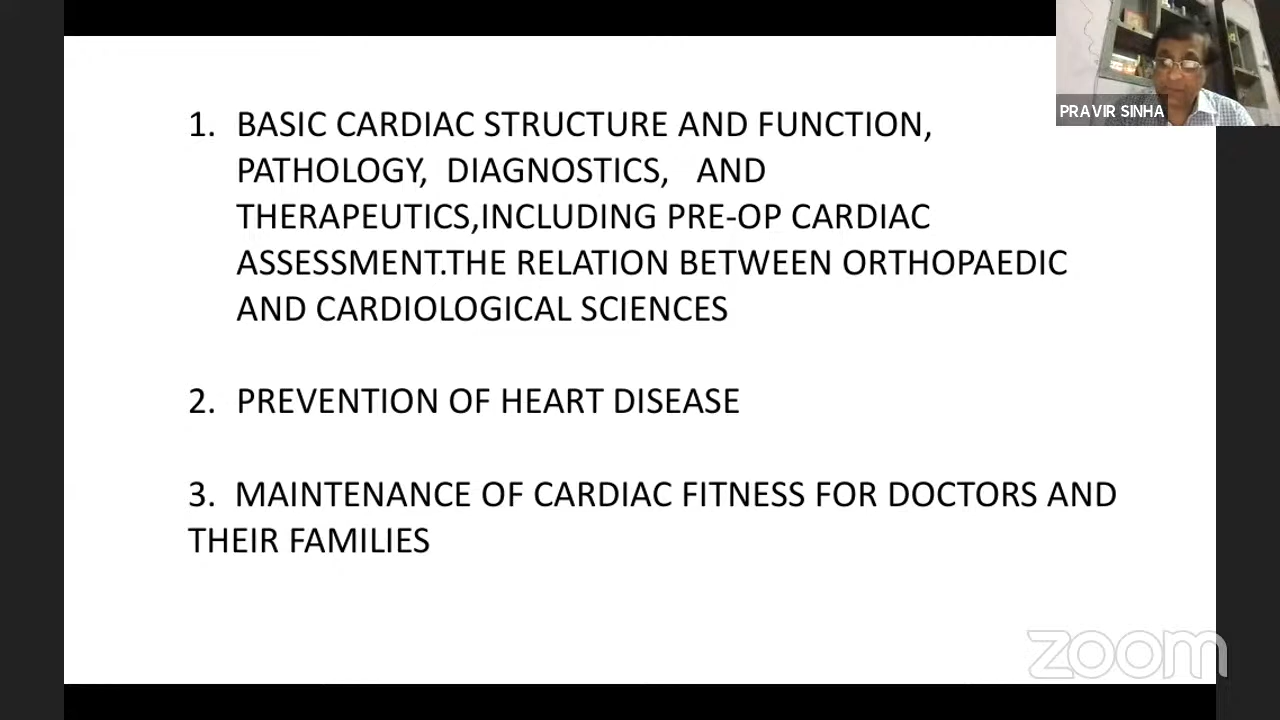 PRAVIR SINHA
1. BASIC CARDIAC STRUCTURE AND FUNCTION,
PATHOLOGY, DIAGNOSTICS, AND
THERAPEUTICS,INCLUDING PRE-OP CARDIAC
ASSESSMENT.THE RELATION BETWEEN ORTHOPAEDIC
AND CARDIOLOGICAL SCIENCES
2. PREVENTION OF HEART DISEASE
3. MAINTENANCE OF CARDIAC FITNESS FOR DOCTORS AND
THEIR FAMILIES
zoom